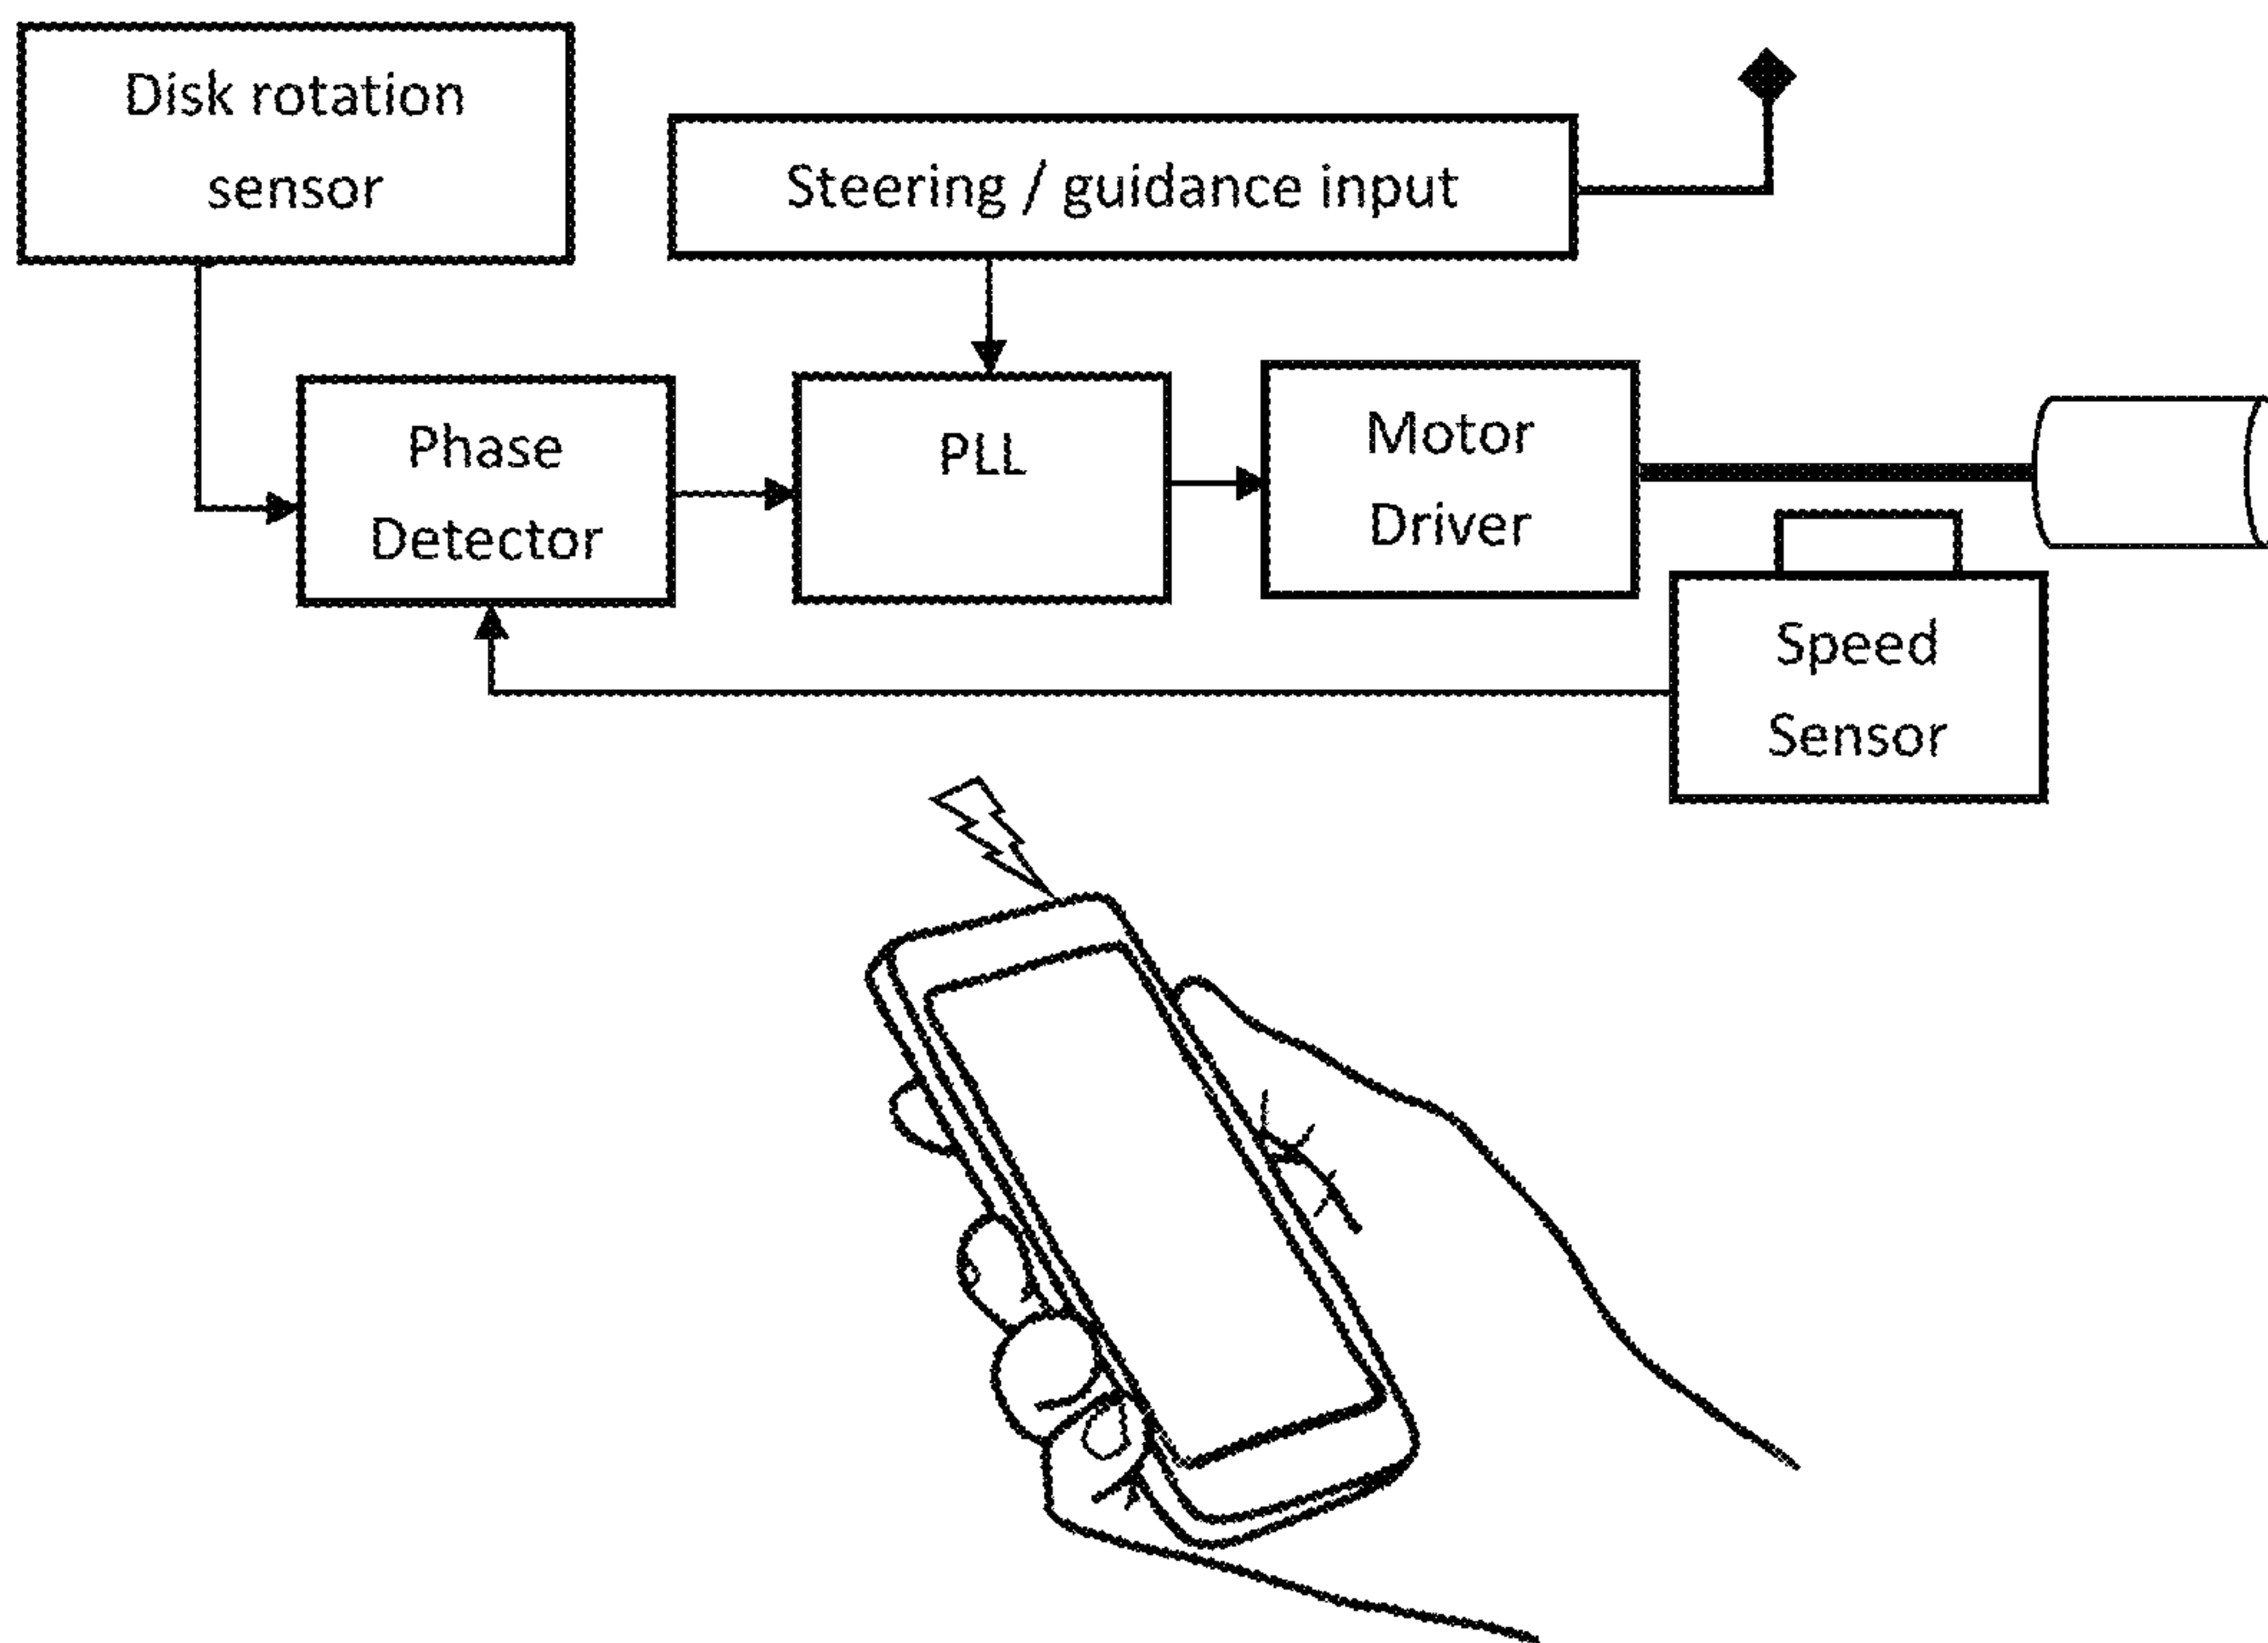 Disk rotation
sensor
Steering / guidance input
Phase
Detector
PLL
Motor
Driver
Speed
Sensor